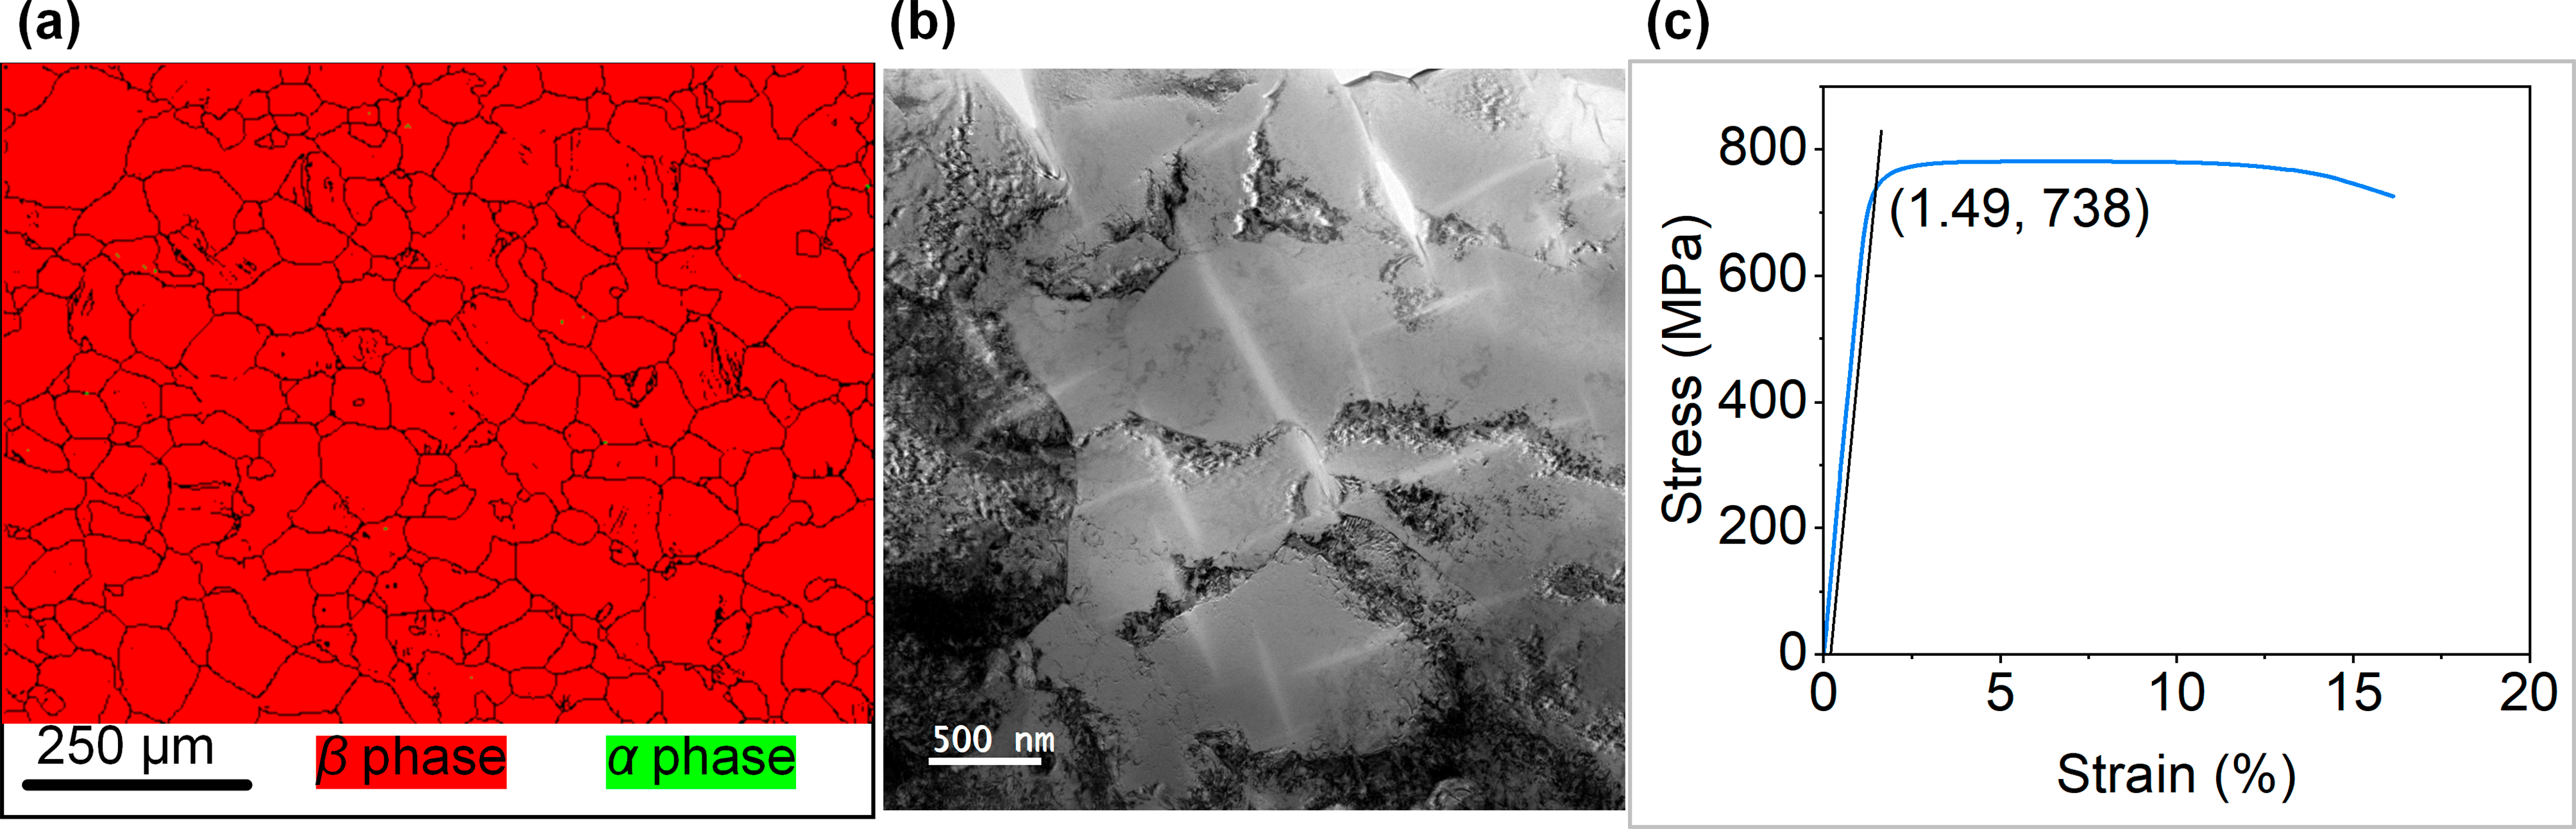 (a)
250 μm
β phase
α phase
(b)
500 nm
(c)
800
600
400
200
0
Stress (MPa)
(1.49, 738)
0 5 10 15 20
Strain (%)